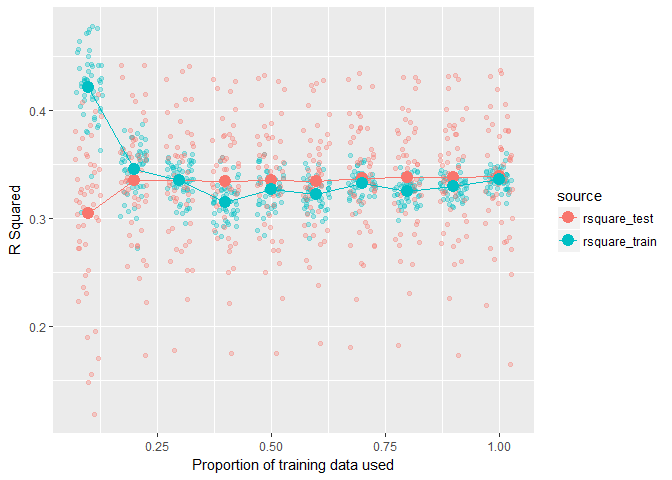 0.4
0.3
0.2
R Squared
0.25
0.50
0.75
1.00
Proportion of training data used
source
rsquare_test
rsquare_train